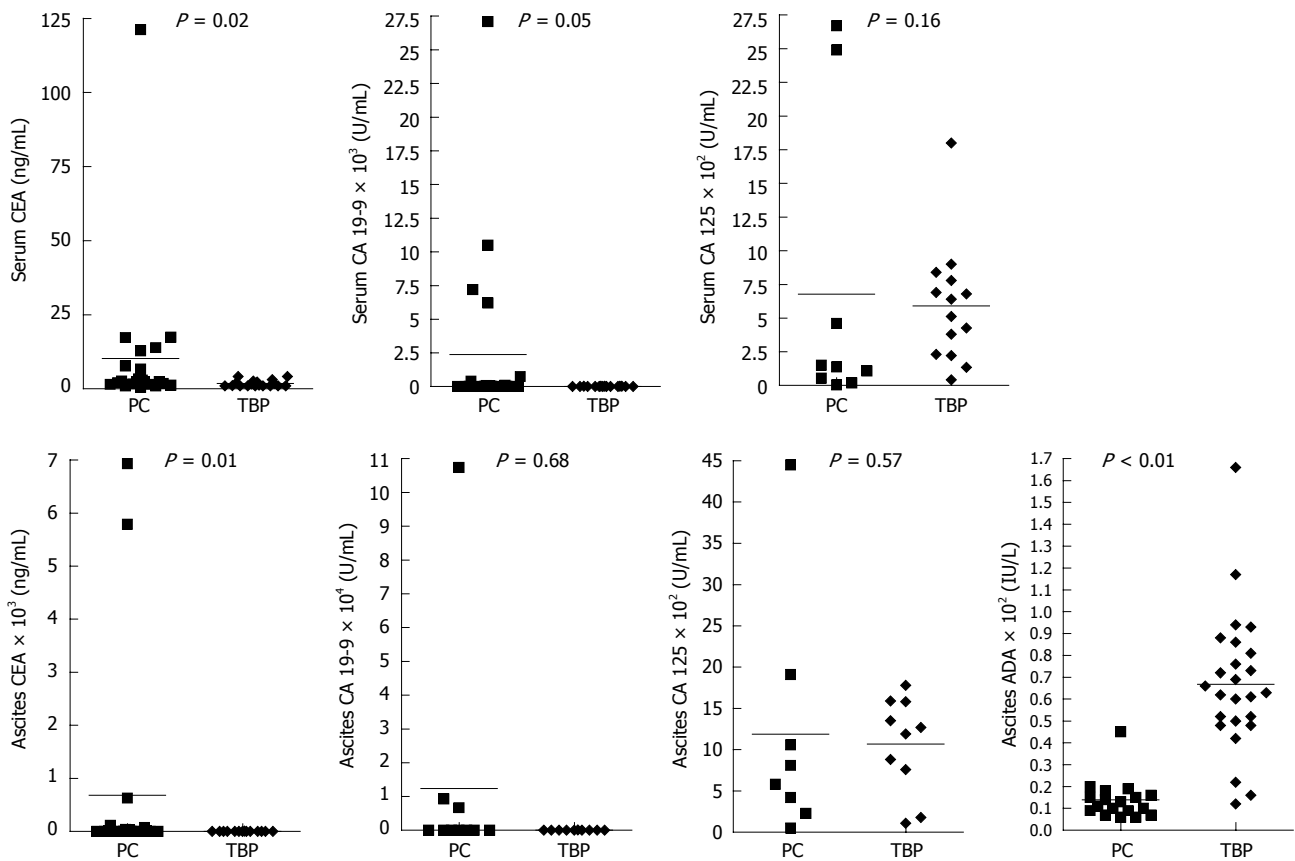 P = 0.02
Serum CEA (ng/mL)
125
100
75
50
25
0
PC
TBP
P = 0.05
Serum CA 19-9 × 10³ (U/mL)
27.5
25
22.5
20
17.5
15
12.5
10
7.5
5
2.5
0
PC
TBP
P = 0.16
Serum CA 125 × 10² (U/mL)
27.5
25
22.5
20
17.5
15
12.5
10
7.5
5
2.5
0
PC
TBP
P = 0.01
Ascites CEA × 10³ (ng/mL)
7
6
5
4
3
2
1
0
PC
TBP
P = 0.68
Ascites CA 19-9 × 10⁴ (U/mL)
11
10
9
8
7
6
5
4
3
2
1
0
PC
TBP
P = 0.57
Ascites CA 125 × 10² (U/mL)
45
40
35
30
25
20
15
10
5
0
PC
TBP
P < 0.01
Ascites ADA × 10² (IU/L)
1.7
1.6
1.5
1.4
1.3
1.2
1.1
1.0
0.9
0.8
0.7
0.6
0.5
0.4
0.3
0.2
0.1
0.0
PC
TBP